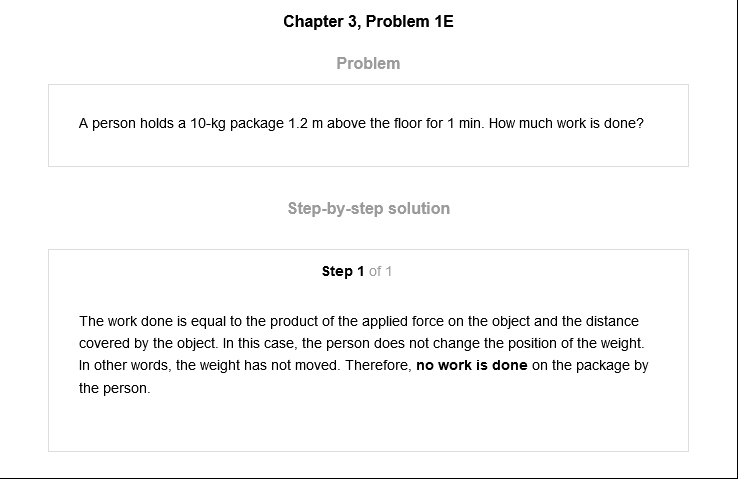 Chapter 3, Problem 1E
Problem
A person holds a 10-kg package 1.2 m above the floor for 1 min. How much work is done?
Step-by-step solution
Step 1 of 1
The work done is equal to the product of the applied force on the object and the distance
covered by the object. In this case, the person does not change the position of the weight.
In other words, the weight has not moved. Therefore, no work is done on the package by
the person.